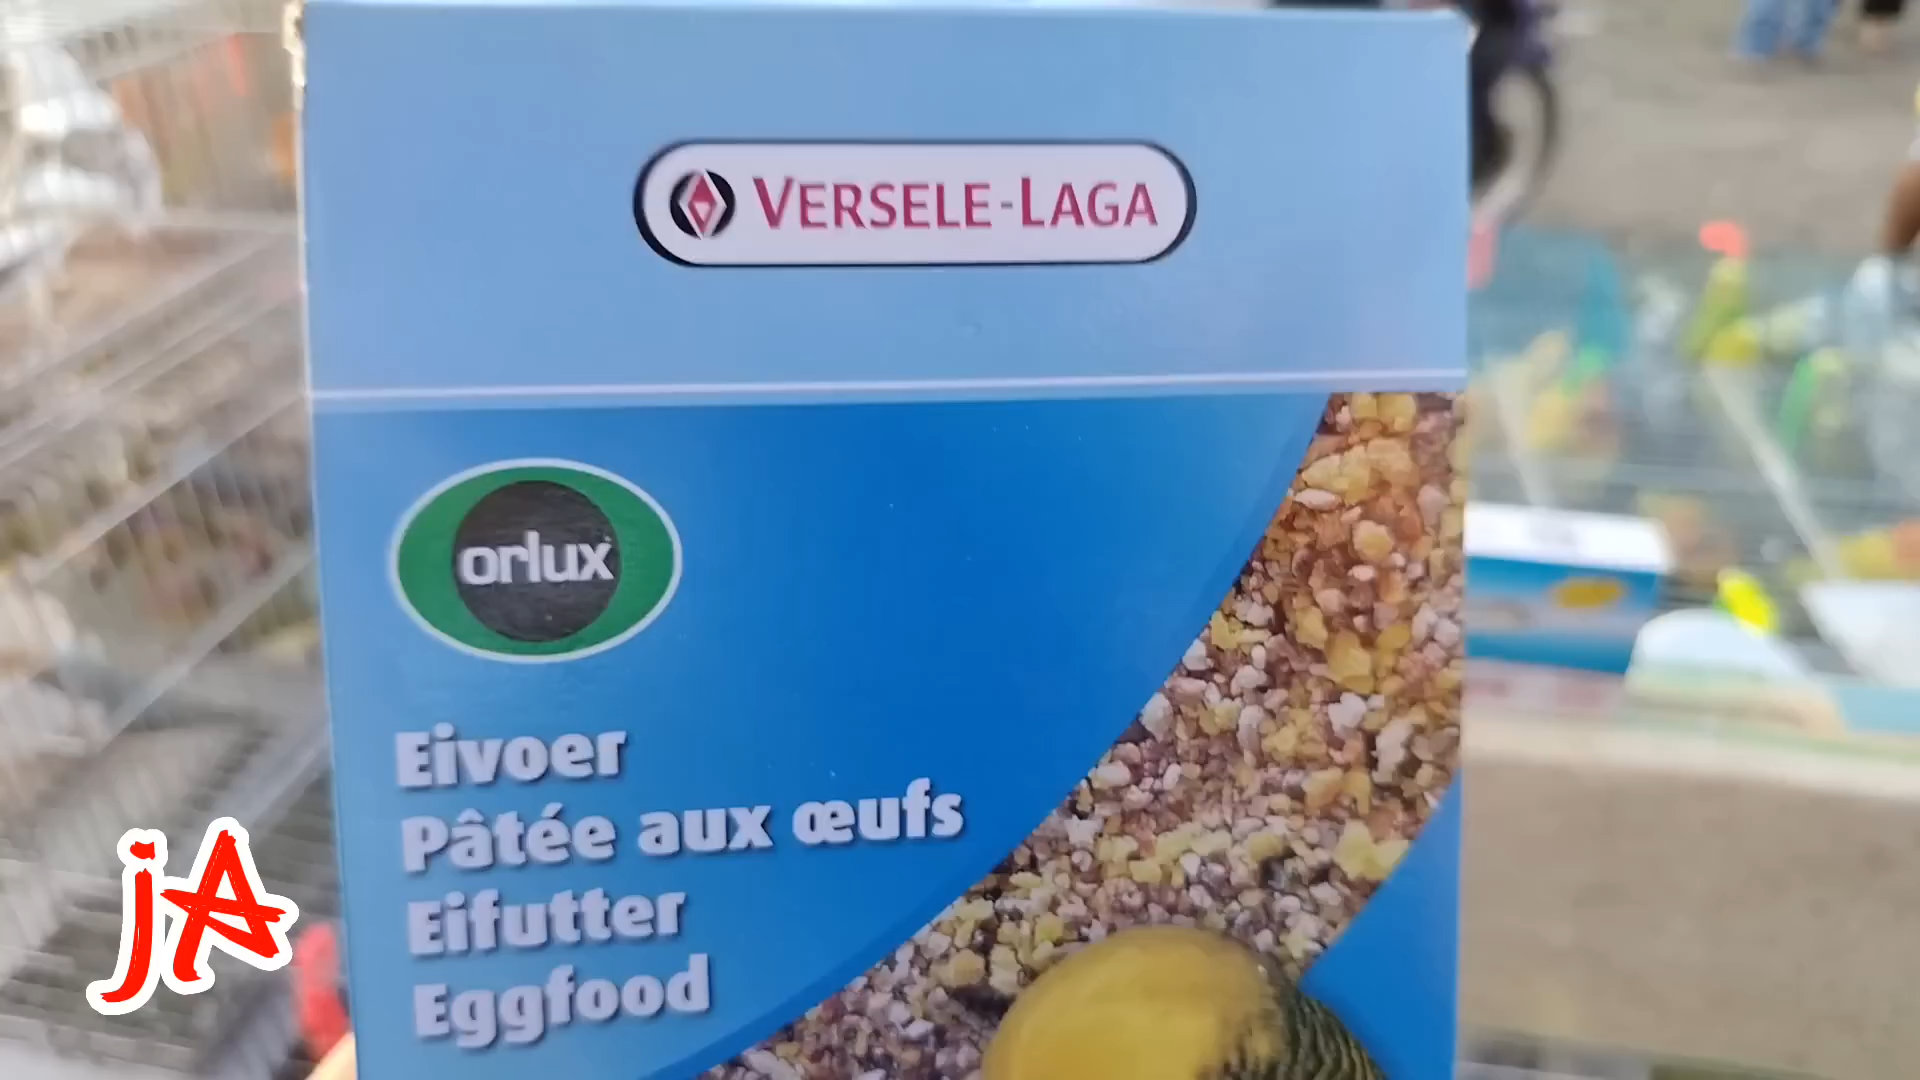 VERSELE-LAGA
orlux
Eivoer
Pâtée aux œufs
Eifutter
Eggfood
jA